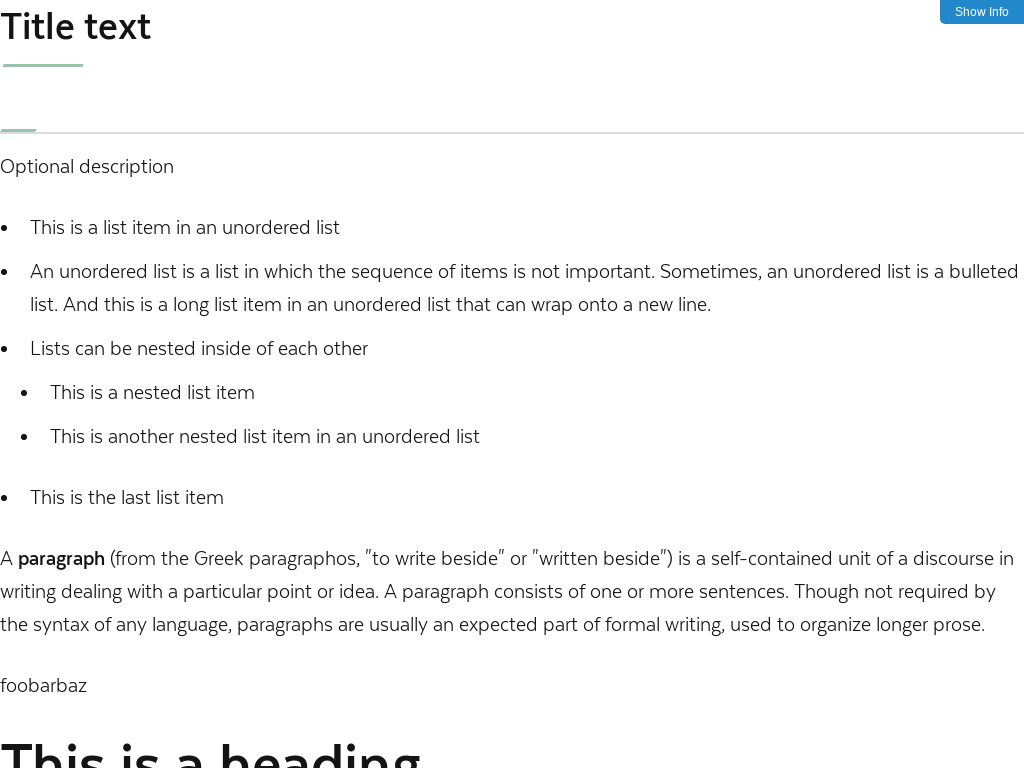 Title text
Show Info
Optional description
This is a list item in an unordered list
An unordered list is a list in which the sequence of items is not important. Sometimes, an unordered list is a bulleted
list. And this is a long list item in an unordered list that can wrap onto a new line.
Lists can be nested inside of each other
This is a nested list item
This is another nested list item in an unordered list
This is the last list item
A paragraph (from the Greek paragraphos, "to write beside" or "written beside") is a self-contained unit of a discourse in
writing dealing with a particular point or idea. A paragraph consists of one or more sentences. Though not required by
the syntax of any language, paragraphs are usually an expected part of formal writing, used to organize longer prose.
foobarbaz
This is a heading